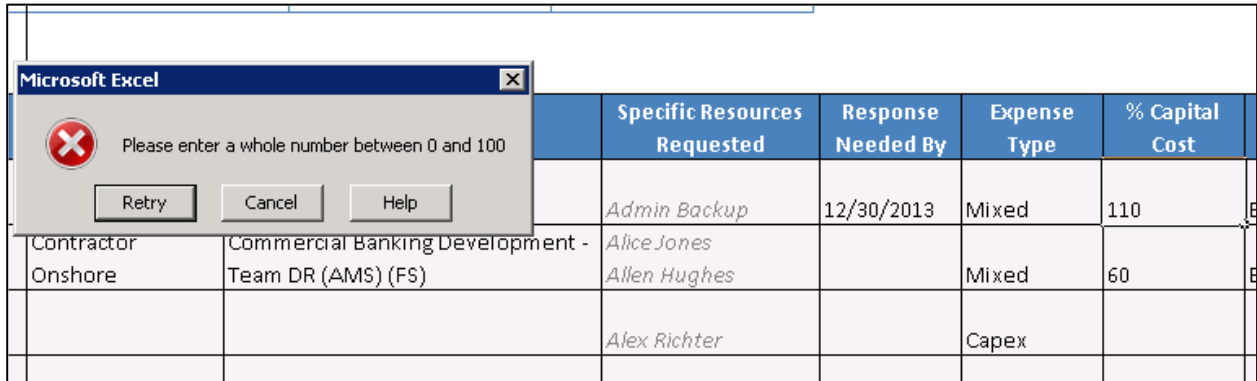 Microsoft Excel
Please enter a whole number between 0 and 100
Retry Cancel Help
Specific Resources Requested
Response Needed By
Expense Type
% Capital Cost
Admin Backup 12/30/2013 Mixed 110
Contractor Onshore
Commercial Banking Development - Team DR (AMS) (FS)
Alice Jones
Allen Hughes
Mixed 60
Alex Richter Capex